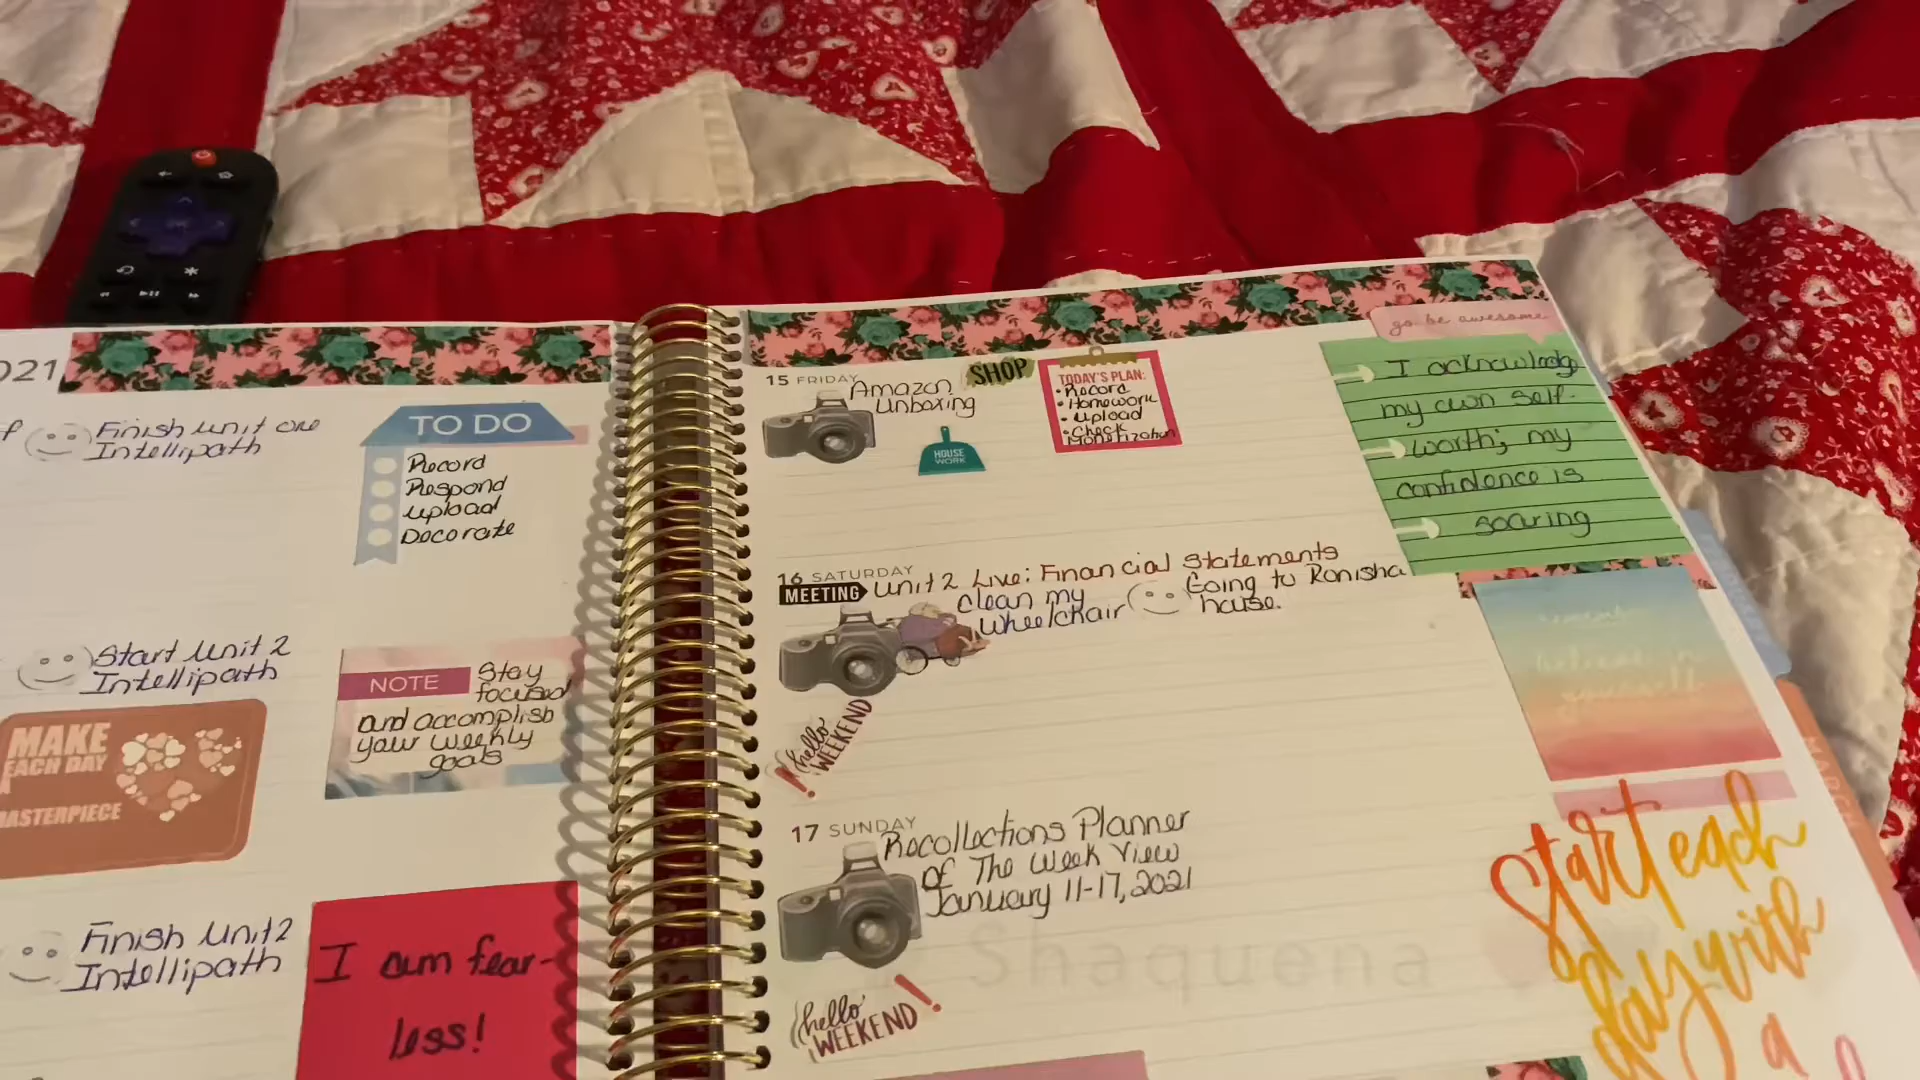 021
Finish unit one
Intellipath
TO DO
Record
Respond
upload
Decorate
Start Unit 2
Intellipath
NOTE
Stay
focused
and accomplish
your weekly
goals
MAKE
EACH DAY
MASTERPIECE
Finish Unit 2
Intellipath
I am fear-
less!
15 FRIDAY
Amazon
Unboxing
SHOP
HOUSE
WORK
TODAY'S PLAN:
• Record
• Homework
• upload
• Check
Monetization
16 SATURDAY
MEETING
Unit 2 Live: Financial Statements
clean my
wheelchair
Going to Ronisha
house.
hello
WEEKEND!
17 SUNDAY
Recollections Planner
of The Week View
January 11-17, 2021
Shaquena
hello
WEEKEND!
go be awesome
I acknowledge
my own self-
worth; my
confidence is
soaring
believe in
yourself
Start each
day with
a
MARCH